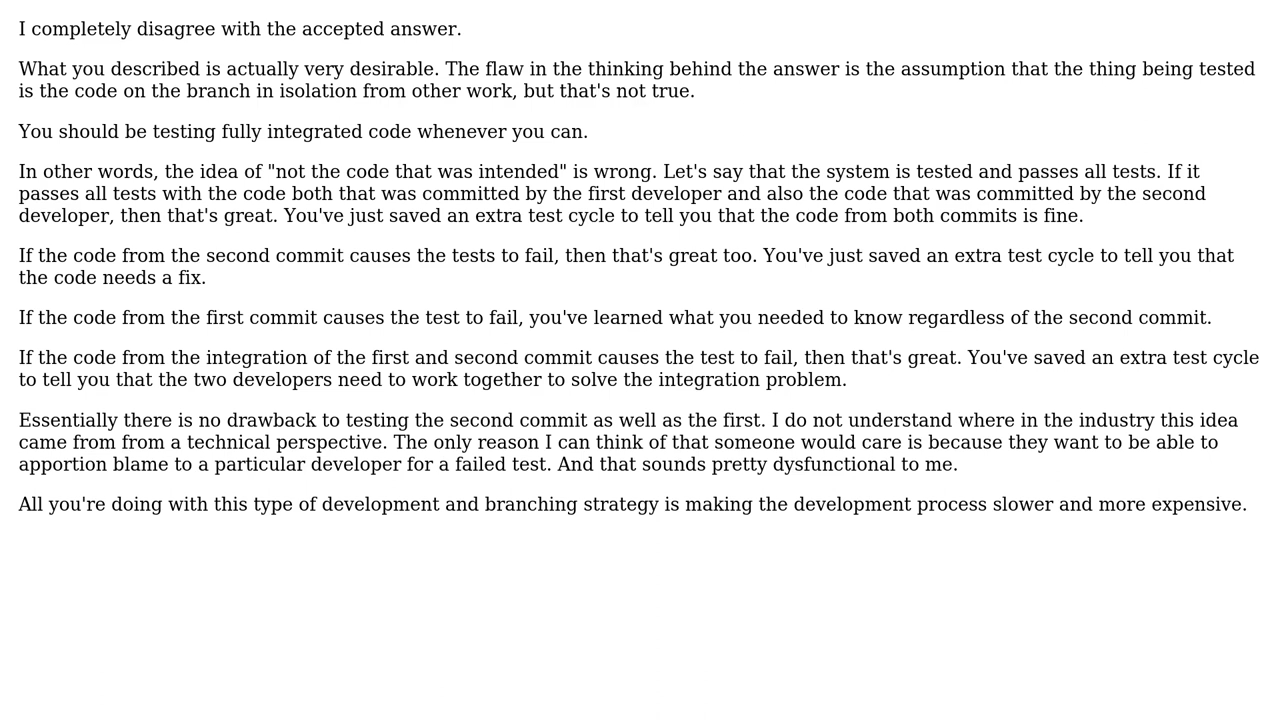 I completely disagree with the accepted answer.
What you described is actually very desirable. The flaw in the thinking behind the answer is the assumption that the thing being tested
is the code on the branch in isolation from other work, but that's not true.
You should be testing fully integrated code whenever you can.
In other words, the idea of "not the code that was intended" is wrong. Let's say that the system is tested and passes all tests. If it
passes all tests with the code both that was committed by the first developer and also the code that was committed by the second
developer, then that's great. You've just saved an extra test cycle to tell you that the code from both commits is fine.
If the code from the second commit causes the tests to fail, then that's great too. You've just saved an extra test cycle to tell you that
the code needs a fix.
If the code from the first commit causes the test to fail, you've learned what you needed to know regardless of the second commit.
If the code from the integration of the first and second commit causes the test to fail, then that's great. You've saved an extra test cycle
to tell you that the two developers need to work together to solve the integration problem.
Essentially there is no drawback to testing the second commit as well as the first. I do not understand where in the industry this idea
came from from a technical perspective. The only reason I can think of that someone would care is because they want to be able to
apportion blame to a particular developer for a failed test. And that sounds pretty dysfunctional to me.
All you're doing with this type of development and branching strategy is making the development process slower and more expensive.